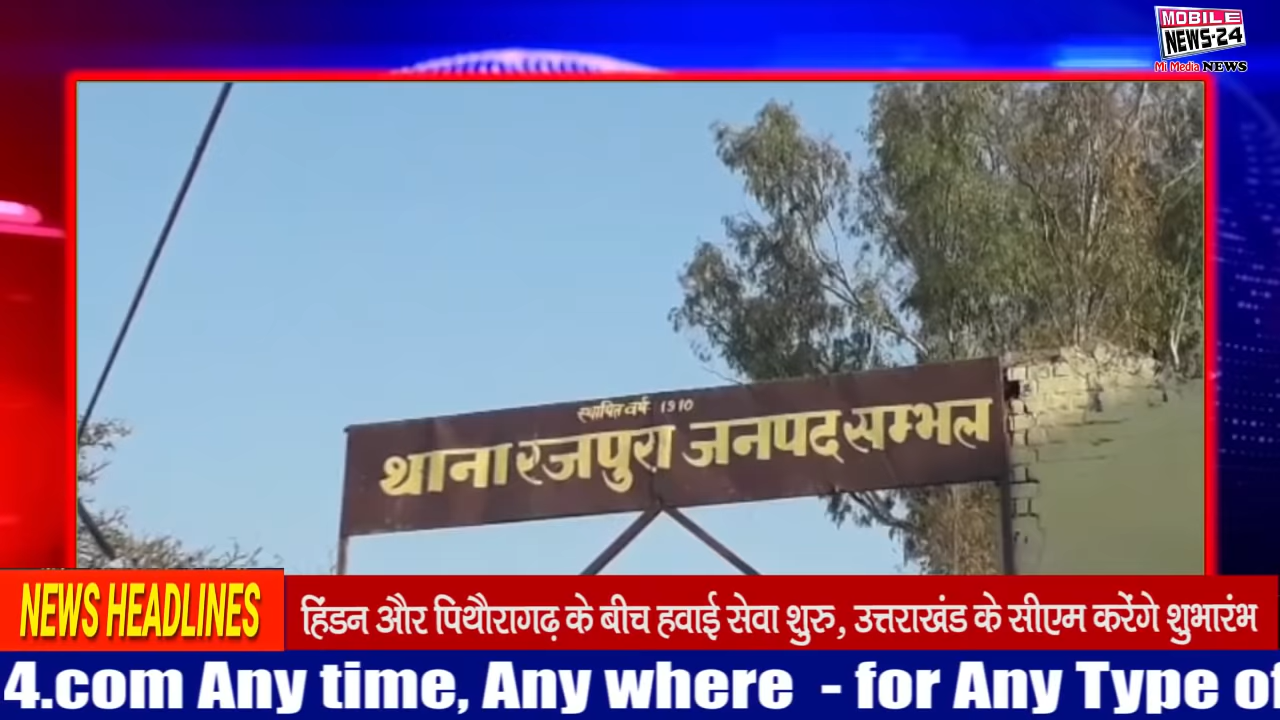 MOBILE
NEWS-24
Mi Media NEWS
स्थापित वर्ष 1910
थाना रजपुरा जनपद सम्भल
NEWS HEADLINES
हिंडन और पिथौरागढ़ के बीच हवाई सेवा शुरु, उत्तराखंड के सीएम करेंगे शुभारंभ
4.com Any time, Any where - for Any Type of